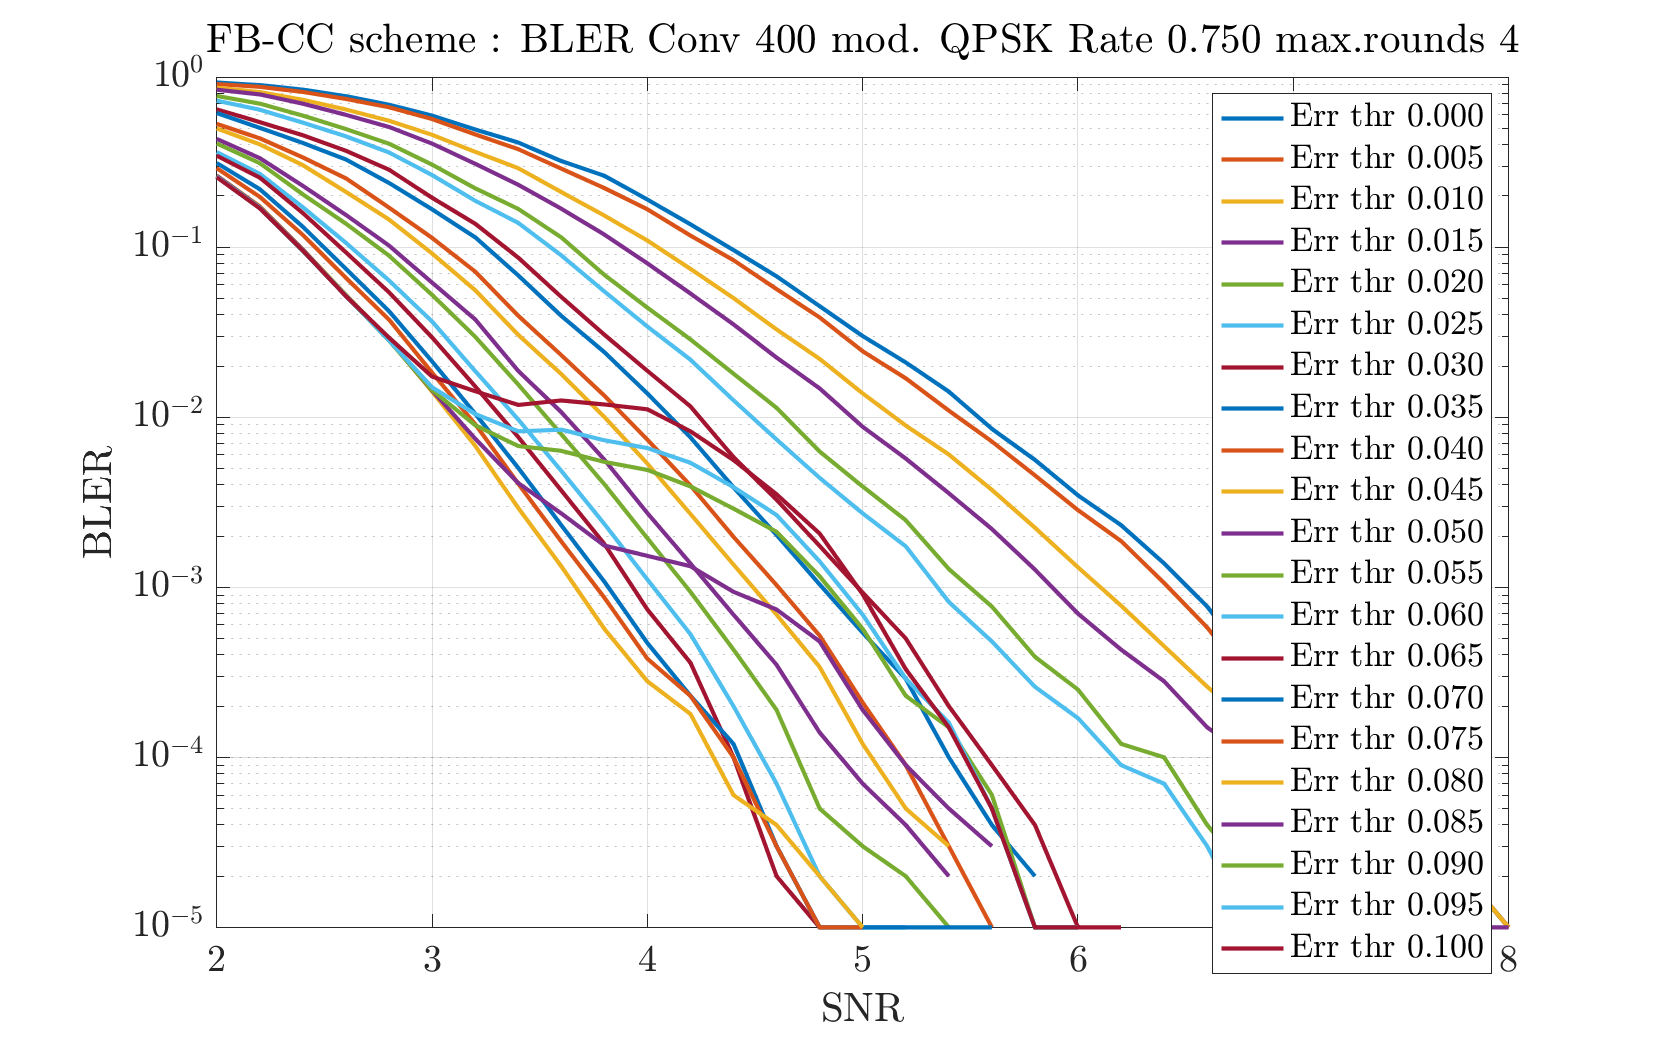 FB-CC scheme : BLER Conv 400 mod. QPSK Rate 0.750 max.rounds 4
10^0
10^-1
10^-2
10^-3
10^-4
10^-5
BLER
2 3 4 5 6 8
SNR
Err thr 0.000
Err thr 0.005
Err thr 0.010
Err thr 0.015
Err thr 0.020
Err thr 0.025
Err thr 0.030
Err thr 0.035
Err thr 0.040
Err thr 0.045
Err thr 0.050
Err thr 0.055
Err thr 0.060
Err thr 0.065
Err thr 0.070
Err thr 0.075
Err thr 0.080
Err thr 0.085
Err thr 0.090
Err thr 0.095
Err thr 0.100